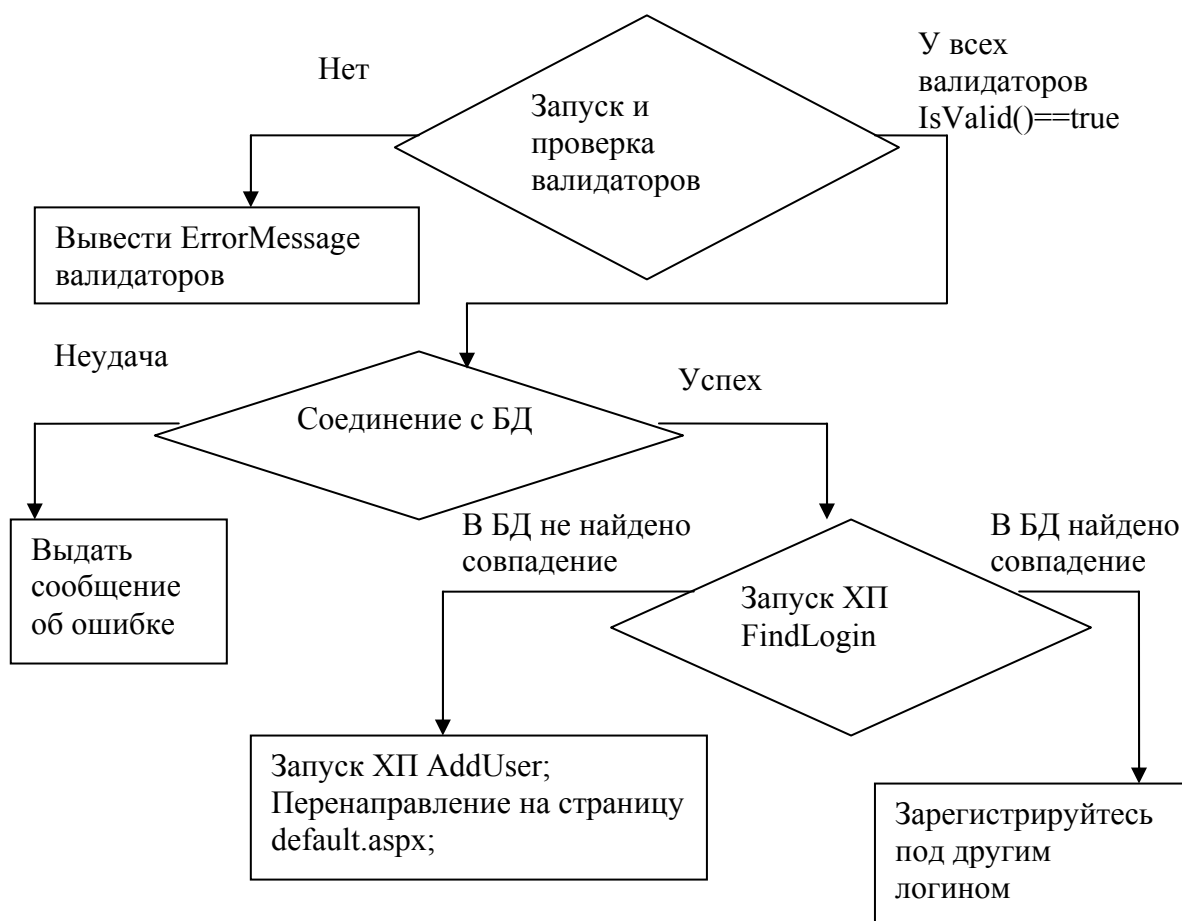 Нет
У всех
валидаторов
IsValid()==true
Запуск и
проверка
валидаторов
Вывести ErrorMessage
валидаторов
Неудача
Успех
Соединение с БД
Выдать
сообщение
об ошибке
В БД не найдено
совпадение
В БД найдено
совпадение
Запуск ХП
FindLogin
Запуск ХП AddUser;
Перенаправление на страницу
default.aspx;
Зарегистрируйтесь
под другим
логином